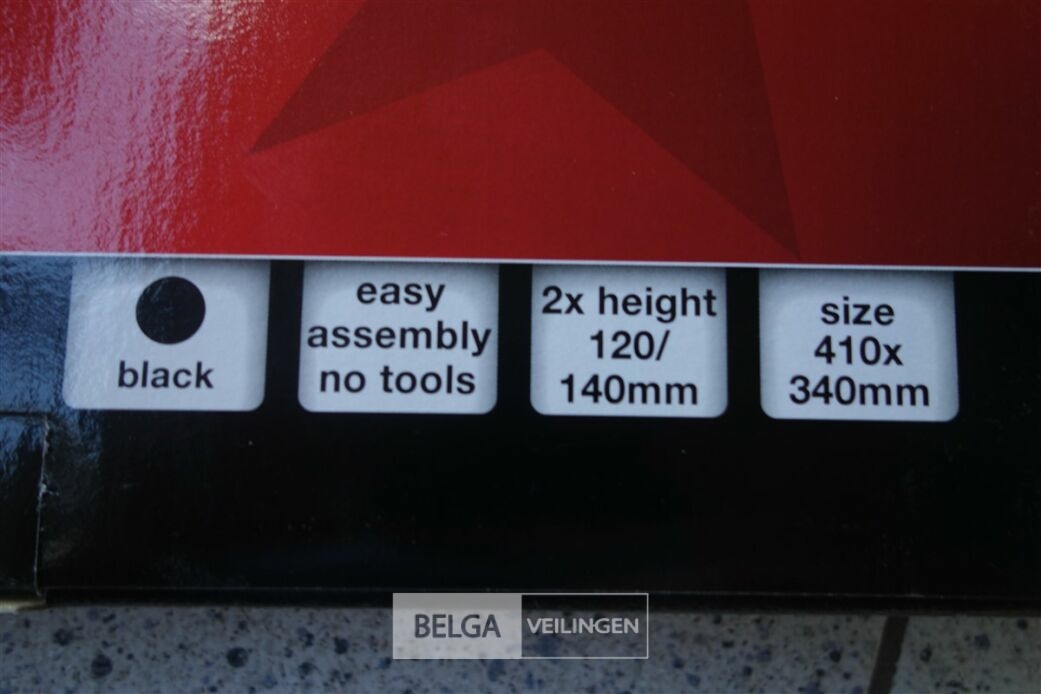 black
easy
assembly
no tools
2x height
120/
140mm
size
410x
340mm
BELGA VEILINGEN